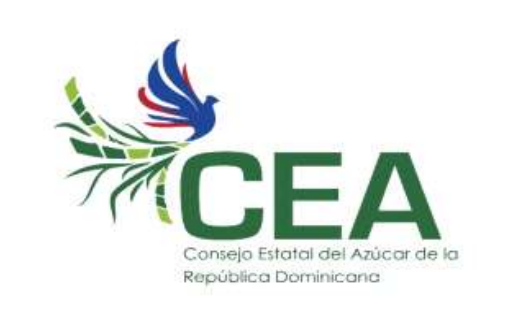 CEA
Consejo Estatal del Azúcar de la
República Dominicana